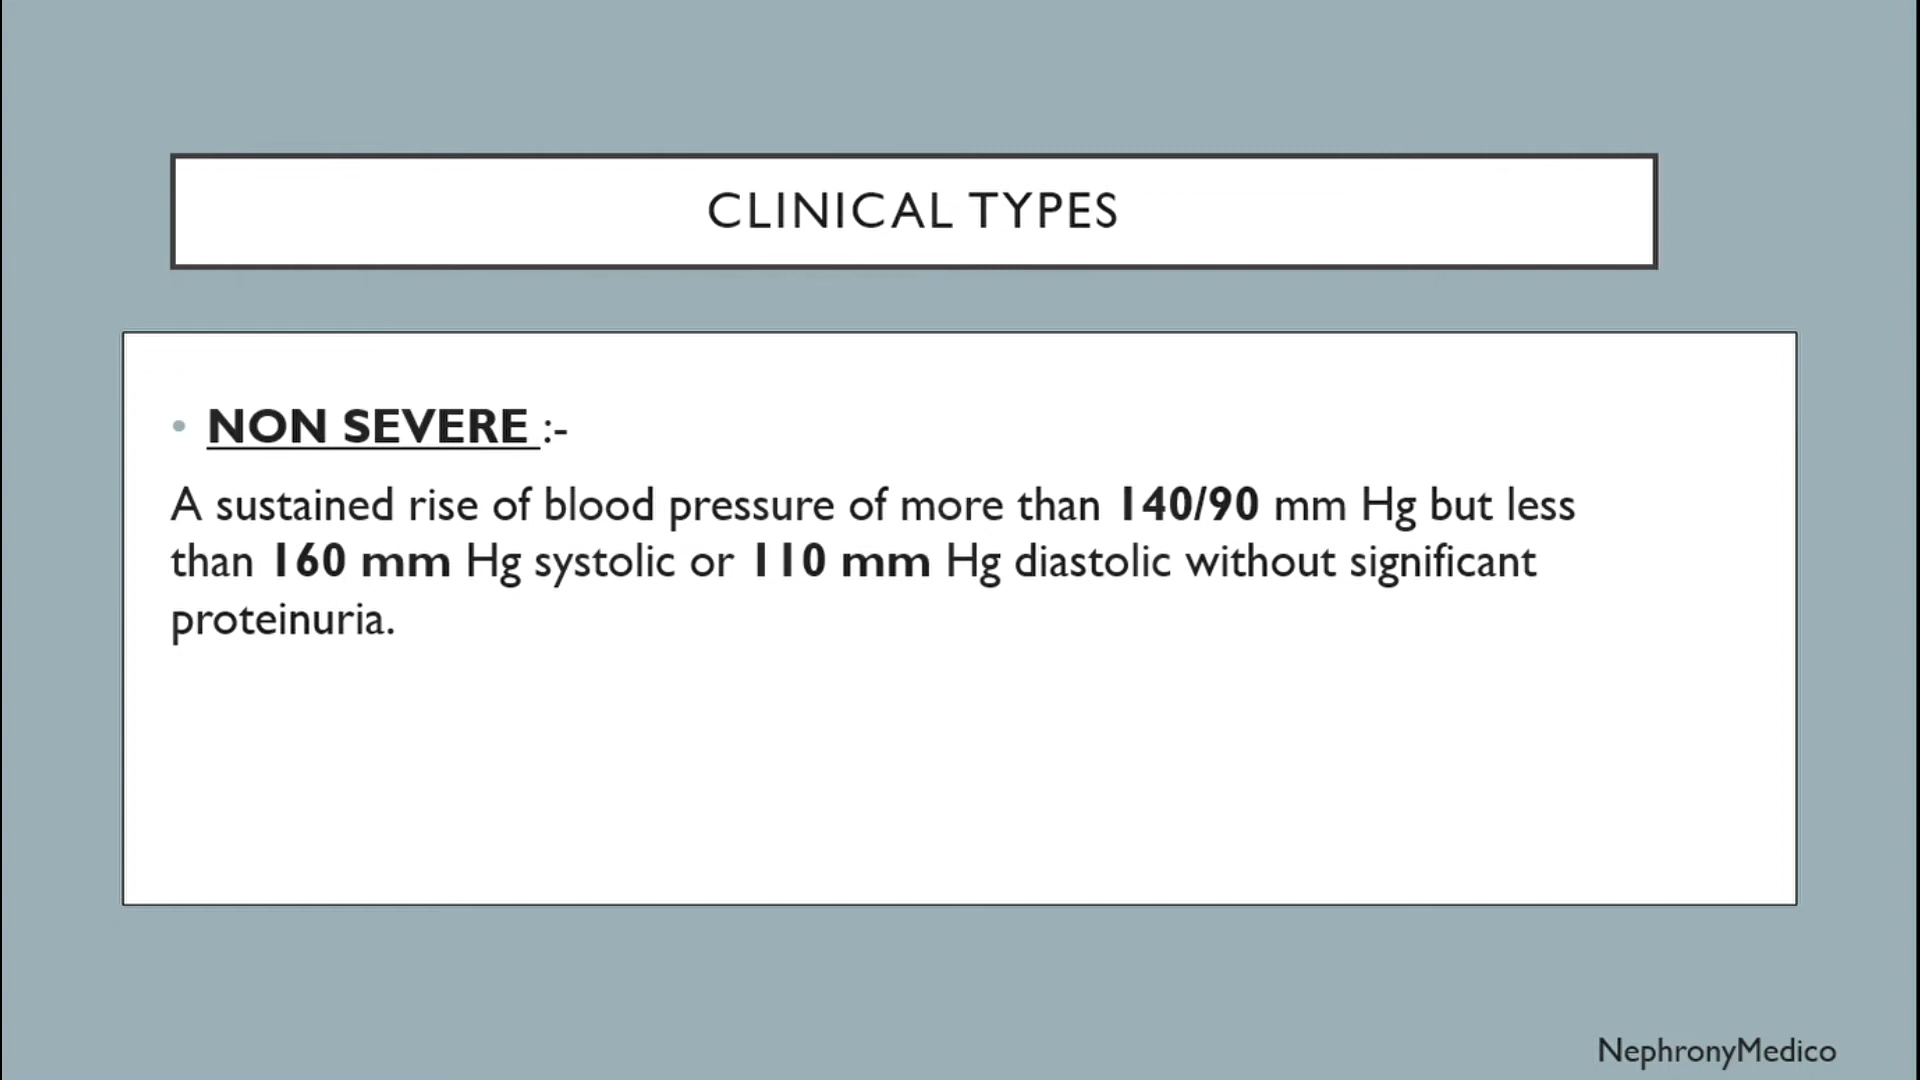 CLINICAL TYPES
• NON SEVERE :-
A sustained rise of blood pressure of more than 140/90 mm Hg but less
than 160 mm Hg systolic or 110 mm Hg diastolic without significant
proteinuria.
NephronyMedico